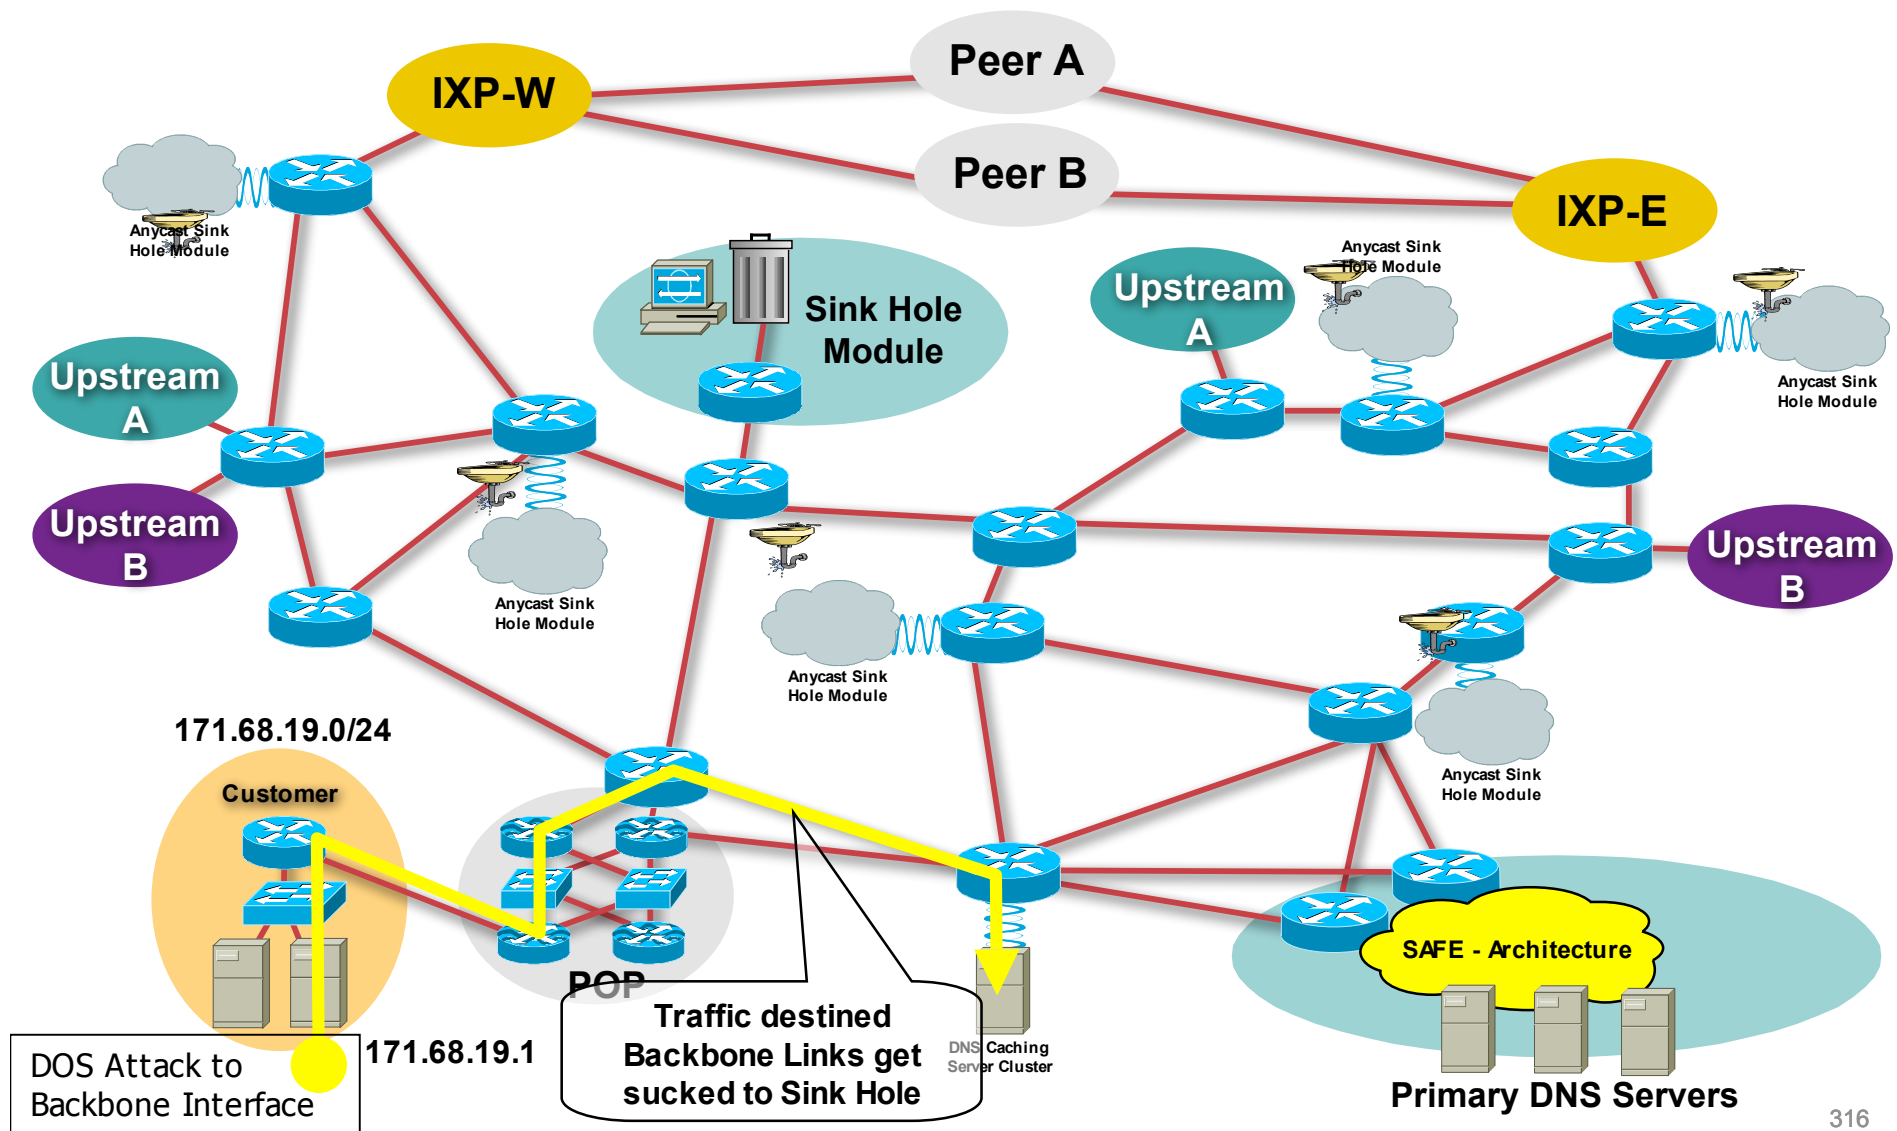 Peer A
IXP-W
Peer B
IXP-E
Anycast Sink
Hole Module
Anycast Sink
Hole Module
Upstream
A
Sink Hole
Module
Upstream
A
Anycast Sink
Hole Module
Upstream
B
Upstream
B
Anycast Sink
Hole Module
Anycast Sink
Hole Module
171.68.19.0/24
Customer
Anycast Sink
Hole Module
SAFE - Architecture
POP
Traffic destined
Backbone Links get
sucked to Sink Hole
DNS Caching
Server Cluster
171.68.19.1
DOS Attack to
Backbone Interface
Primary DNS Servers
316